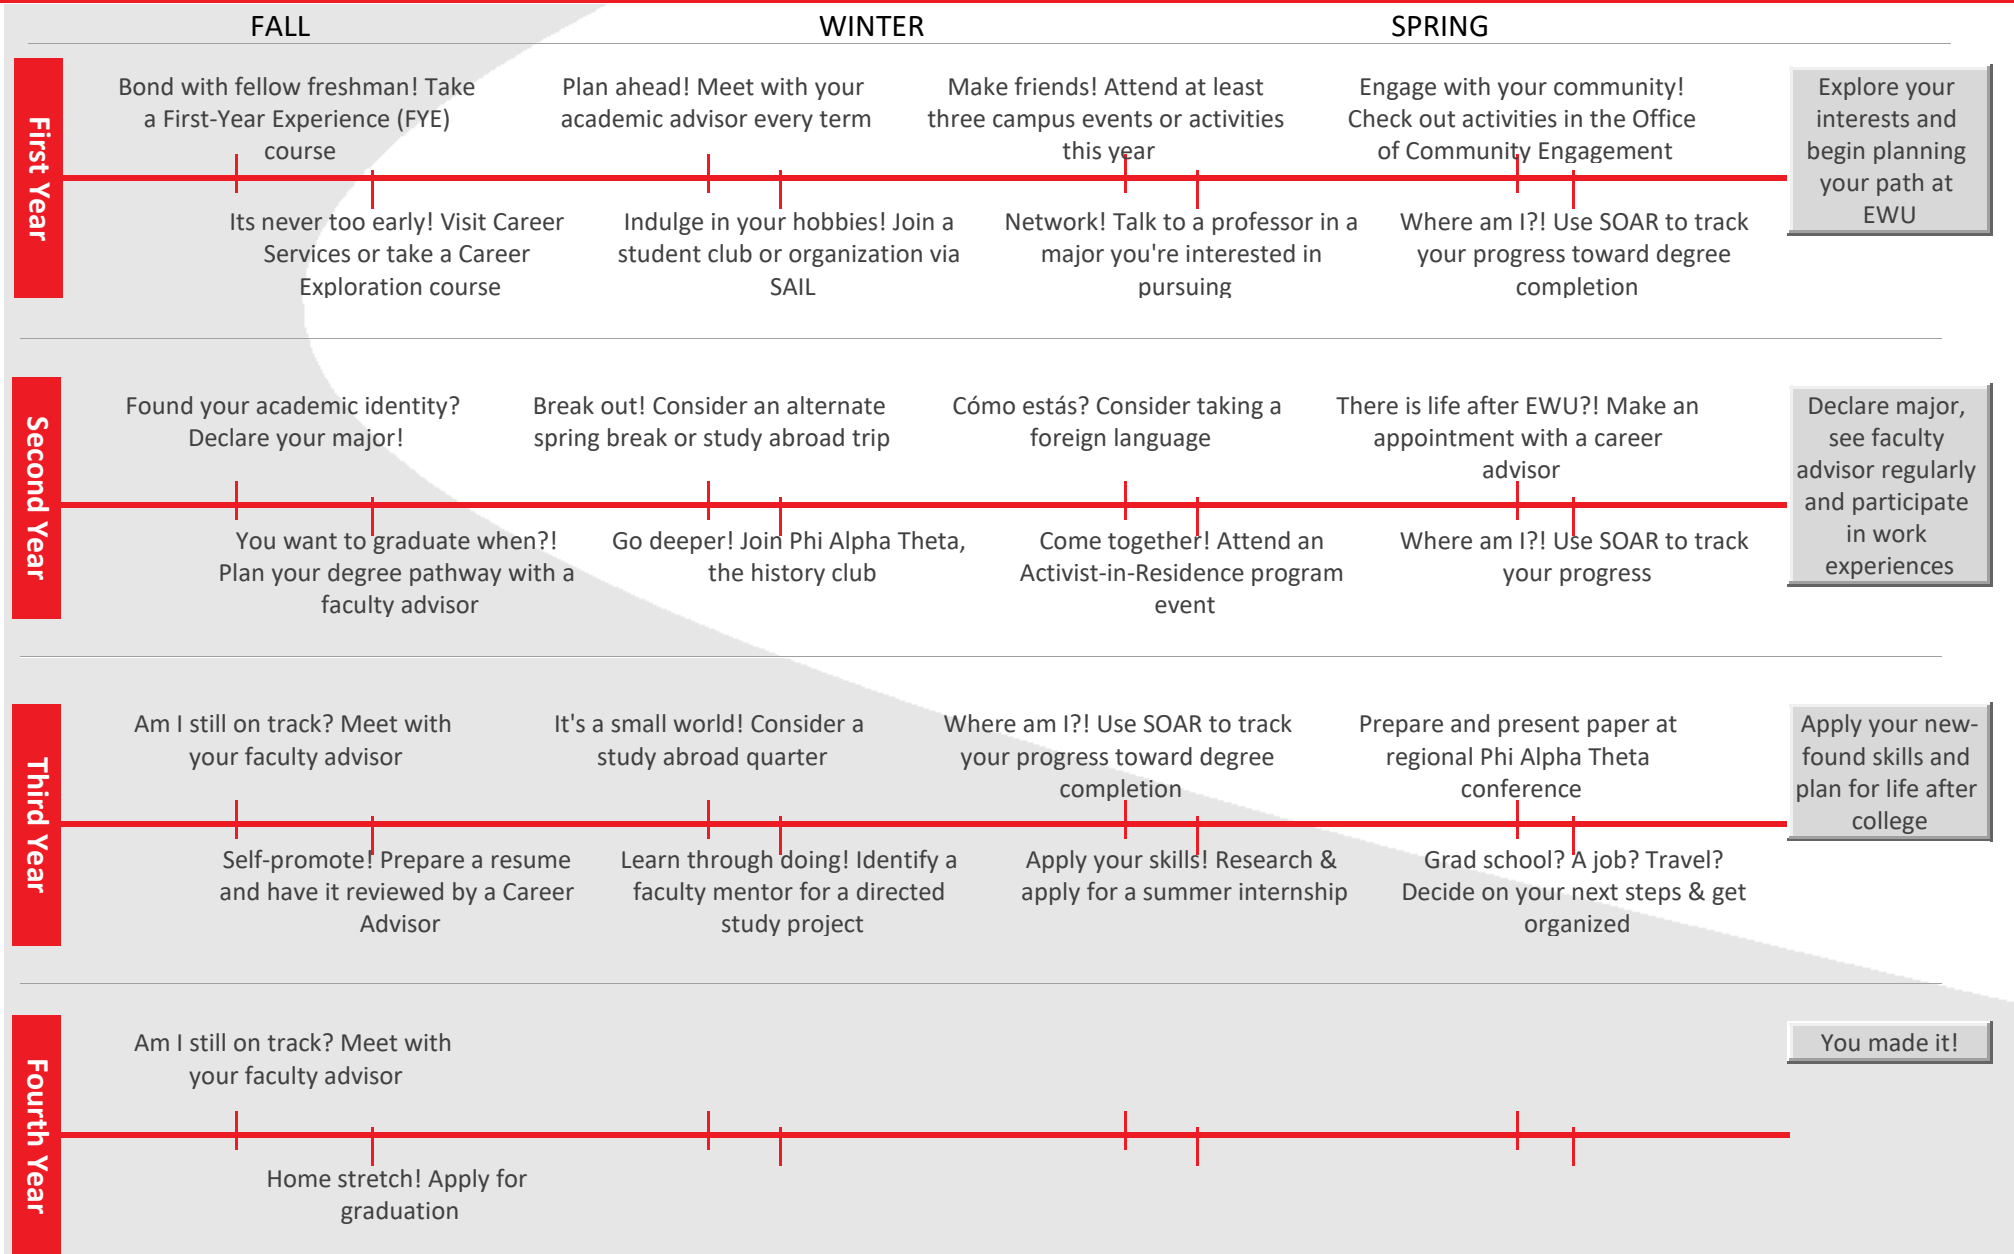 FALL
WINTER
SPRING
First Year
Bond with fellow freshman! Take
a First-Year Experience (FYE)
course
Plan ahead! Meet with your
academic advisor every term
Make friends! Attend at least
three campus events or activities
this year
Engage with your community!
Check out activities in the Office
of Community Engagement
Its never too early! Visit Career
Services or take a Career
Exploration course
Indulge in your hobbies! Join a
student club or organization via
SAIL
Network! Talk to a professor in a
major you're interested in
pursuing
Where am I?! Use SOAR to track
your progress toward degree
completion
Explore your
interests and
begin planning
your path at
EWU
Second Year
Found your academic identity?
Declare your major!
Break out! Consider an alternate
spring break or study abroad trip
Cómo estás? Consider taking a
foreign language
There is life after EWU?! Make an
appointment with a career
advisor
You want to graduate when?!
Plan your degree pathway with a
faculty advisor
Go deeper! Join Phi Alpha Theta,
the history club
Come together! Attend an
Activist-in-Residence program
event
Where am I?! Use SOAR to track
your progress
Declare major,
see faculty
advisor regularly
and participate
in work
experiences
Third Year
Am I still on track? Meet with
your faculty advisor
It's a small world! Consider a
study abroad quarter
Where am I?! Use SOAR to track
your progress toward degree
completion
Prepare and present paper at
regional Phi Alpha Theta
conference
Self-promote! Prepare a resume
and have it reviewed by a Career
Advisor
Learn through doing! Identify a
faculty mentor for a directed
study project
Apply your skills! Research &
apply for a summer internship
Grad school? A job? Travel?
Decide on your next steps & get
organized
Apply your new-
found skills and
plan for life after
college
Fourth Year
Am I still on track? Meet with
your faculty advisor
Home stretch! Apply for
graduation
You made it!